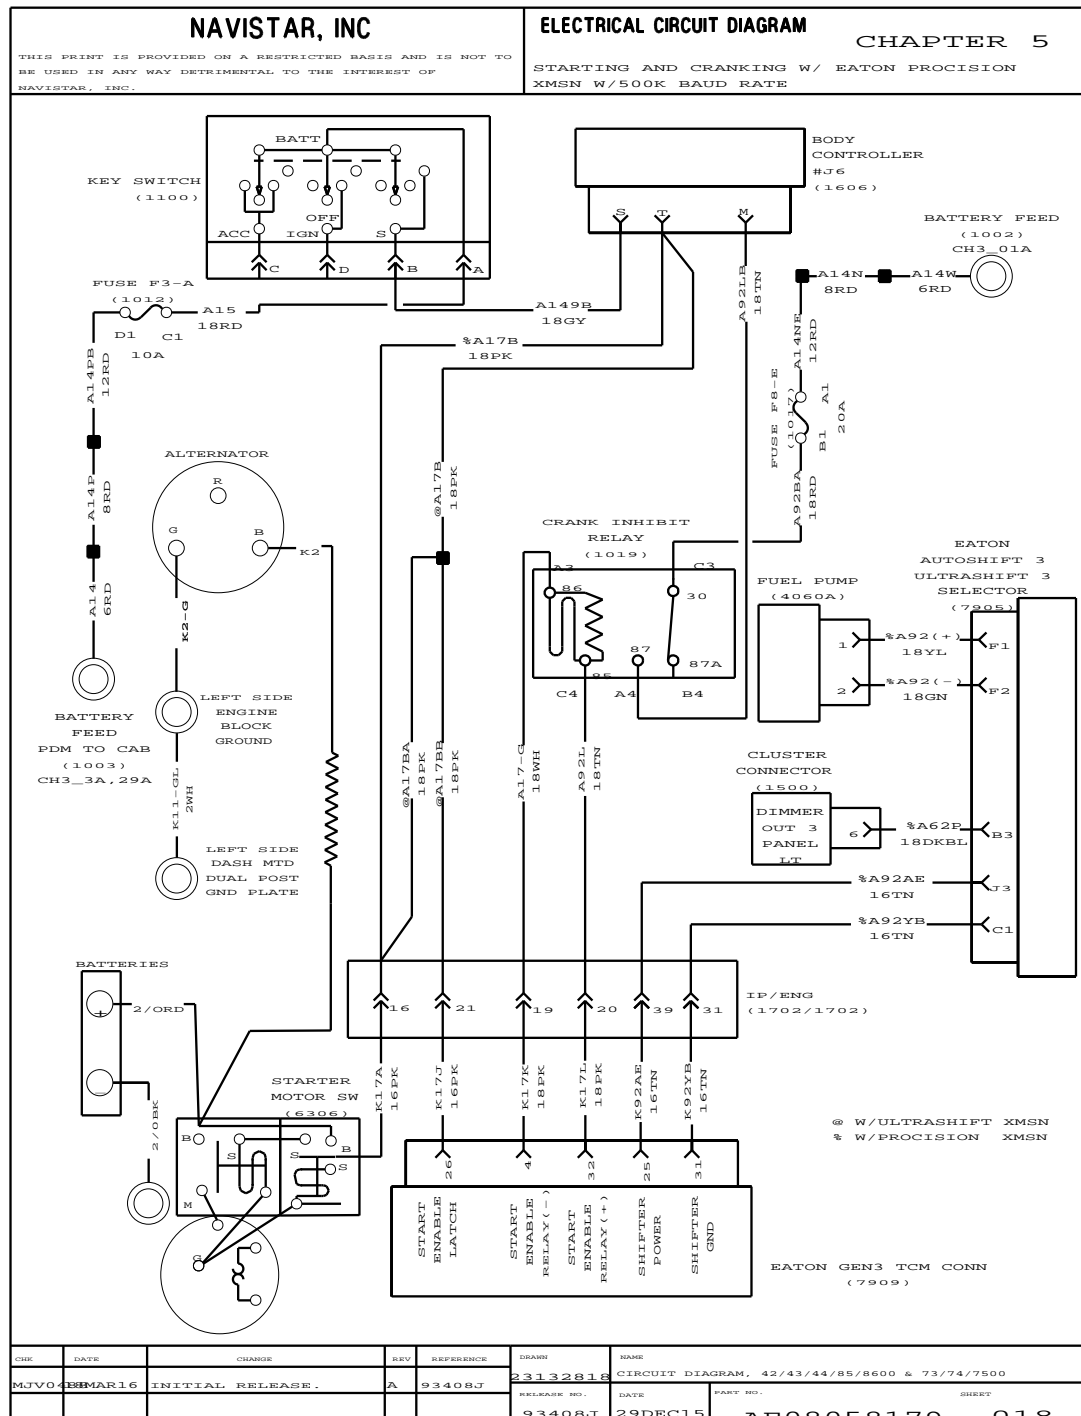 NAVISTAR, INC
THIS PRINT IS PROVIDED ON A RESTRICTED BASIS AND IS NOT TO
BE USED IN ANY WAY DETRIMENTAL TO THE INTEREST OF
NAVISTAR, INC.
ELECTRICAL CIRCUIT DIAGRAM
CHAPTER 5
STARTING AND CRANKING W/ EATON PROCISION
XMSN W/500K BAUD RATE
KEY SWITCH
(1100)
BATT
OFF
ACC
IGN
S
C
D
B
A
BODY
CONTROLLER
#J6
(1606)
S
T
M
BATTERY FEED
(1002)
CH3_01A
A14N
8RD
A14W
6RD
FUSE F3-A
(1012)
D1
C1
10A
A15
18RD
A149B
18GY
%A17B
18PK
A92LB
18TN
A14NE
12RD
FUSE F8-E
(1017)
A1
B1
20A
A92BA
18RD
A14PB
12RD
A14P
8RD
A14
6RD
BATTERY
FEED
PDM TO CAB
(1003)
CH3_3A,29A
ALTERNATOR
R
G
B
K2
K2-G
LEFT SIDE
ENGINE
BLOCK
GROUND
K11-GL
2WH
LEFT SIDE
DASH MTD
DUAL POST
GND PLATE
@A17B
18PK
CRANK INHIBIT
RELAY
(1019)
A3
C3
86
30
87
87A
85
C4
A4
B4
FUEL PUMP
(4060A)
1
2
EATON
AUTOSHIFT 3
ULTRASHIFT 3
SELECTOR
(7905)
%A92(+)
18YL
F1
%A92(-)
18GN
F2
CLUSTER
CONNECTOR
(1500)
DIMMER
OUT 3
PANEL
LT
6
%A62P
18DKBL
B3
%A92AE
16TN
J3
%A92YB
16TN
C1
@A17BA
18PK
@A17BB
18PK
A17-G
18WH
A92L
18TN
BATTERIES
+
2/ORD
2/0BK
16
21
19
20
39
31
IP/ENG
(1702/1702)
K17A
16PK
K17J
16PK
K17K
18PK
K17L
18PK
K92AE
16TN
K92YB
16TN
STARTER
MOTOR SW
(6306)
B
S
S
B
S
M
G
@ W/ULTRASHIFT XMSN
% W/PROCISION XMSN
26
4
32
25
31
START
ENABLE
LATCH
START
ENABLE
RELAY(-)
START
ENABLE
RELAY(+)
SHIFTER
POWER
SHIFTER
GND
EATON GEN3 TCM CONN
(7909)
CHK
DATE
CHANGE
REV
REFERENCE
MAR16
INITIAL RELEASE.
A
93408J
DRAWN
23132818
NAME
CIRCUIT DIAGRAM, 42/43/44/85/8600 & 73/74/7500
RELEASE NO.
93408J
DATE
29DEC15
PART NO.
SHEET